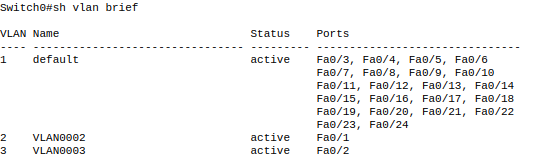 Switch0#sh vlan brief
VLAN Name                             Status    Ports
---- -------------------------------- --------- -------------------------------
1    default                          active    Fa0/3, Fa0/4, Fa0/5, Fa0/6
                                                Fa0/7, Fa0/8, Fa0/9, Fa0/10
                                                Fa0/11, Fa0/12, Fa0/13, Fa0/14
                                                Fa0/15, Fa0/16, Fa0/17, Fa0/18
                                                Fa0/19, Fa0/20, Fa0/21, Fa0/22
                                                Fa0/23, Fa0/24
2    VLAN0002                         active    Fa0/1
3    VLAN0003                         active    Fa0/2